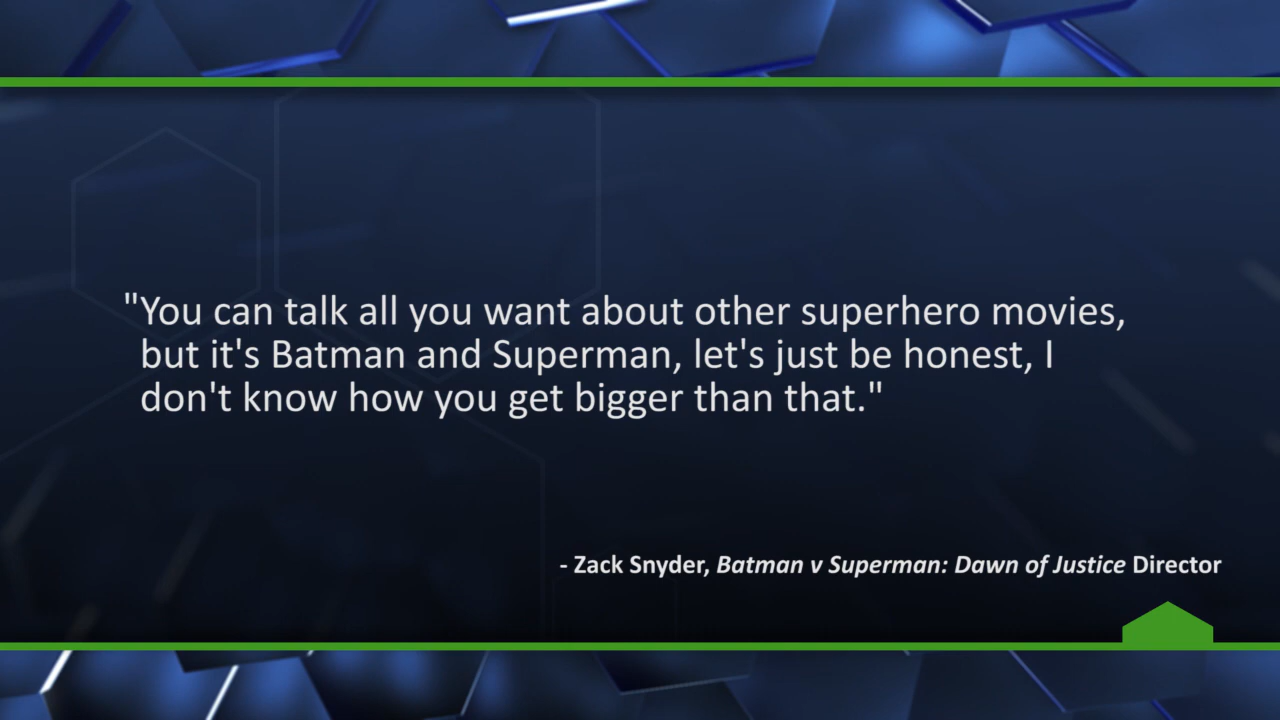 "You can talk all you want about other superhero movies,
but it's Batman and Superman, let's just be honest, I
don't know how you get bigger than that."
- Zack Snyder, Batman v Superman: Dawn of Justice Director